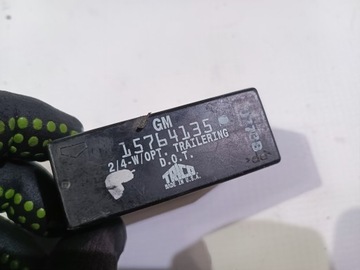 GM
15764135
2/4-W/OPT. TRAILERING
D.O.T.
MADE IN U.S.A.